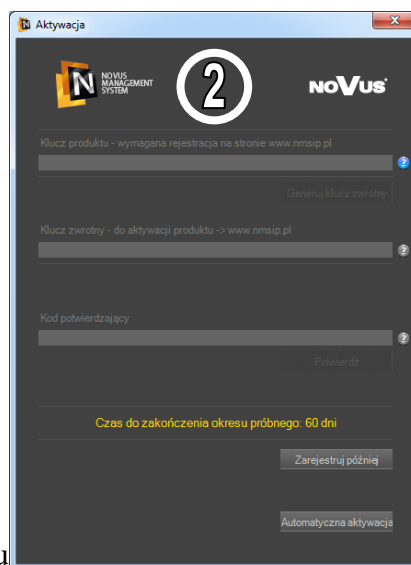 Aktywacja
NOVUS
MANAGEMENT
SYSTEM
2
NOVUS
Klucz produktu - wymagana rejestracja na stronie www.nmsip.pl
?
Generuj klucz zwrotny
Klucz zwrotny - do aktywacji produktu -> www.nmsip.pl
?
Kod potwierdzający
?
Potwierdź
Czas do zakończenia okresu próbnego: 60 dni
Zarejestruj później
Automatyczna aktywacja
u